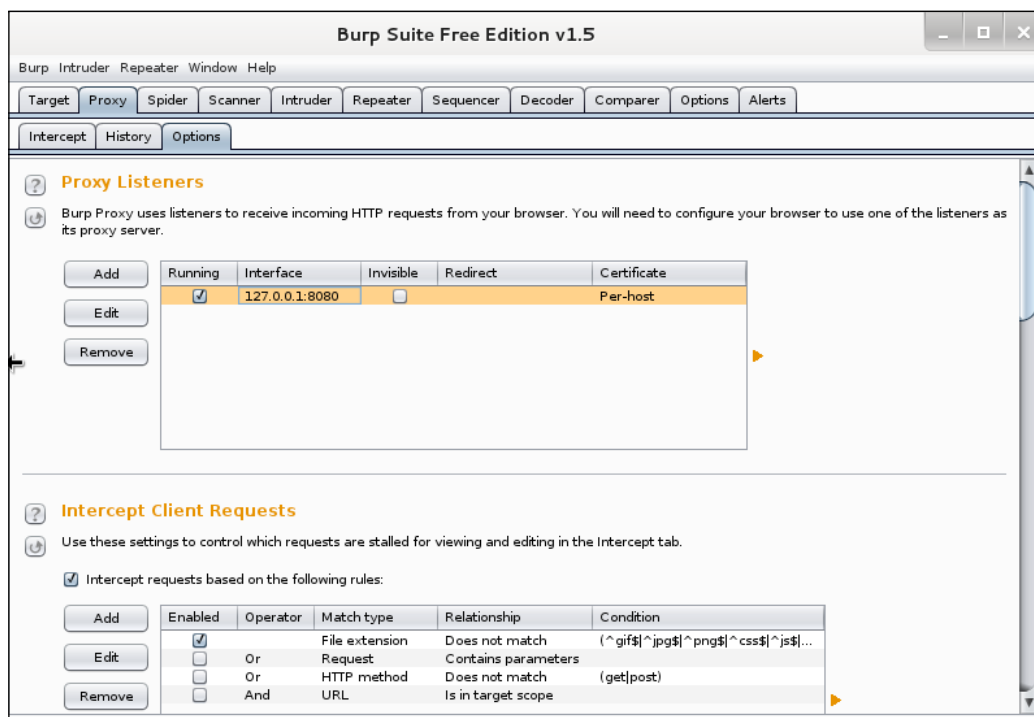 Burp Suite Free Edition v1.5
Burp Intruder Repeater Window Help
Target Proxy Spider Scanner Intruder Repeater Sequencer Decoder Comparer Options Alerts
Intercept History Options
? Proxy Listeners
Burp Proxy uses listeners to receive incoming HTTP requests from your browser. You will need to configure your browser to use one of the listeners as
its proxy server.
Add Running Interface Invisible Redirect Certificate
127.0.0.1:8080 Per-host
Edit
Remove
? Intercept Client Requests
Use these settings to control which requests are stalled for viewing and editing in the Intercept tab.
Intercept requests based on the following rules:
Add Enabled Operator Match type Relationship Condition
File extension Does not match (^gif$|^jpg$|^png$|^css$|^js$|...
Edit Or Request Contains parameters
Or HTTP method Does not match (get|post)
Remove And URL Is in target scope